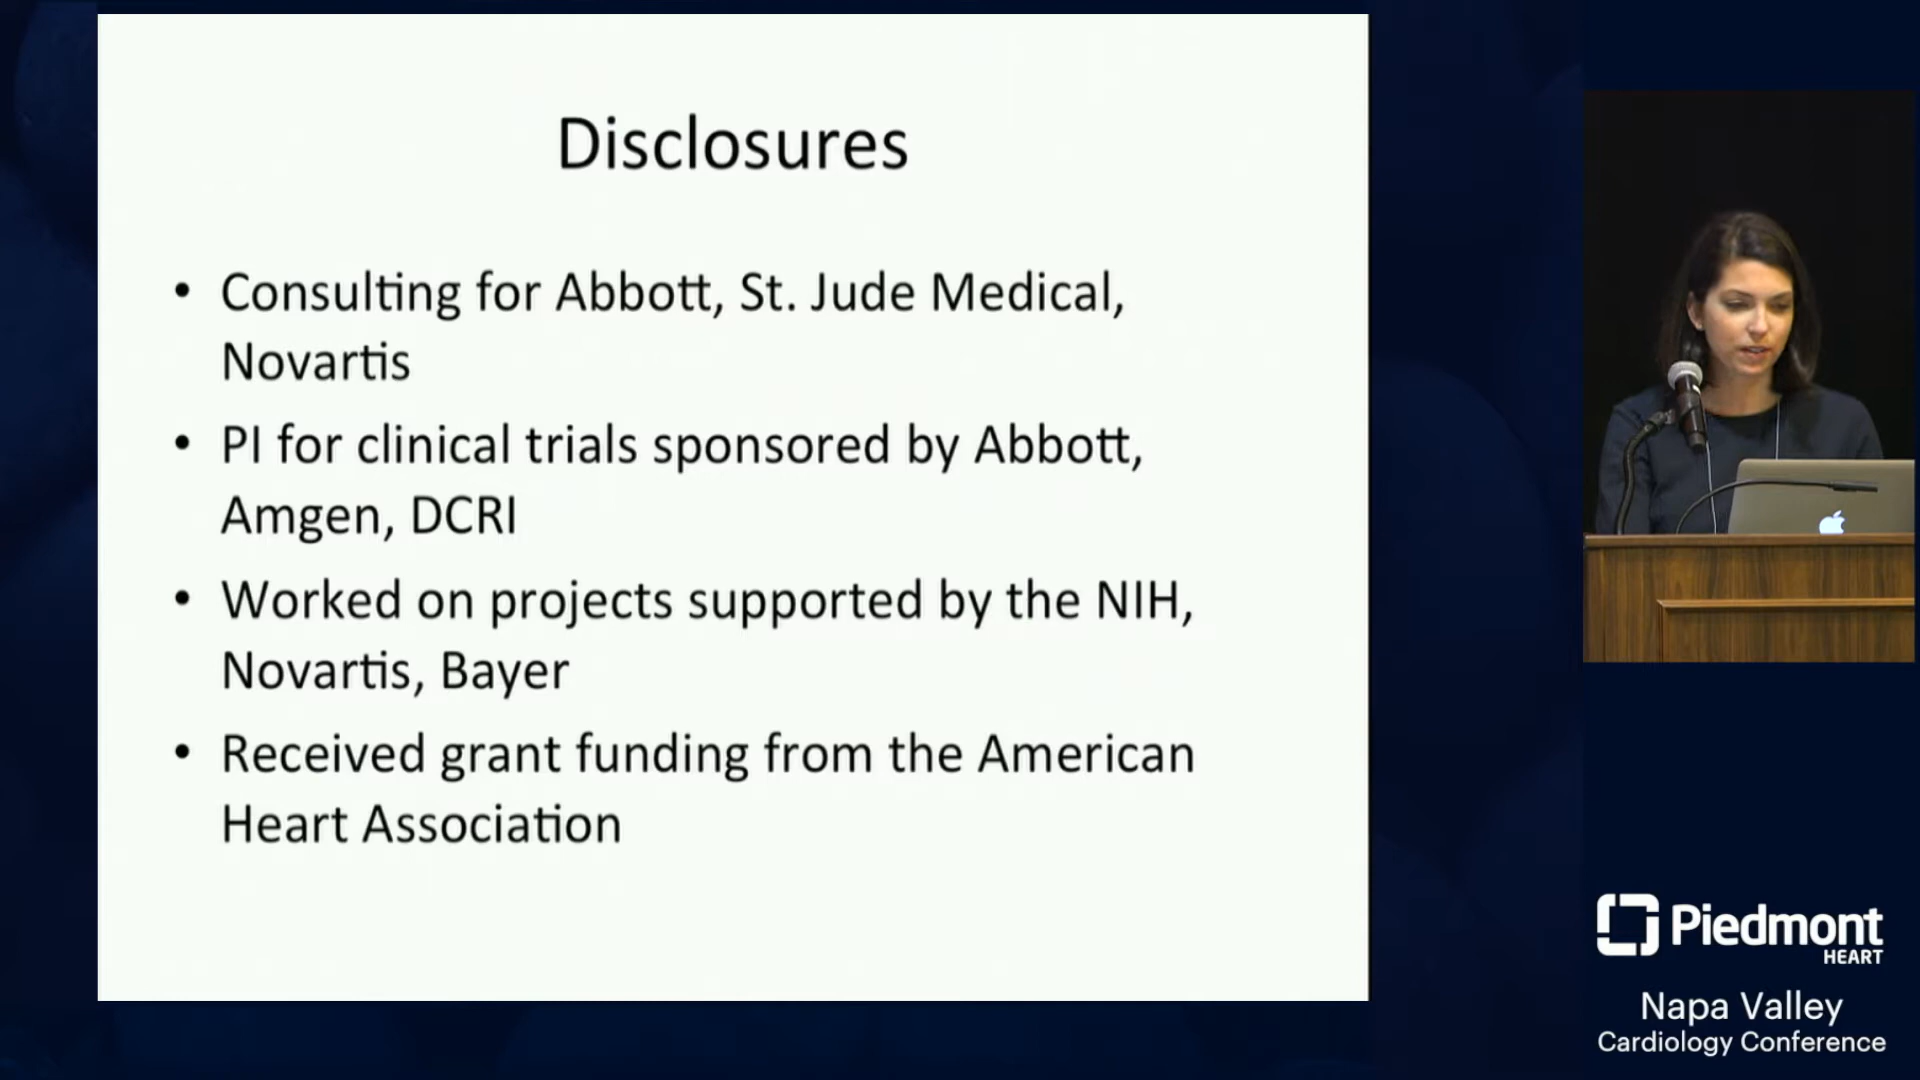 Disclosures
• Consulting for Abbott, St. Jude Medical,
Novartis
• PI for clinical trials sponsored by Abbott,
Amgen, DCRI
• Worked on projects supported by the NIH,
Novartis, Bayer
• Received grant funding from the American
Heart Association
Piedmont
HEART
Napa Valley
Cardiology Conference